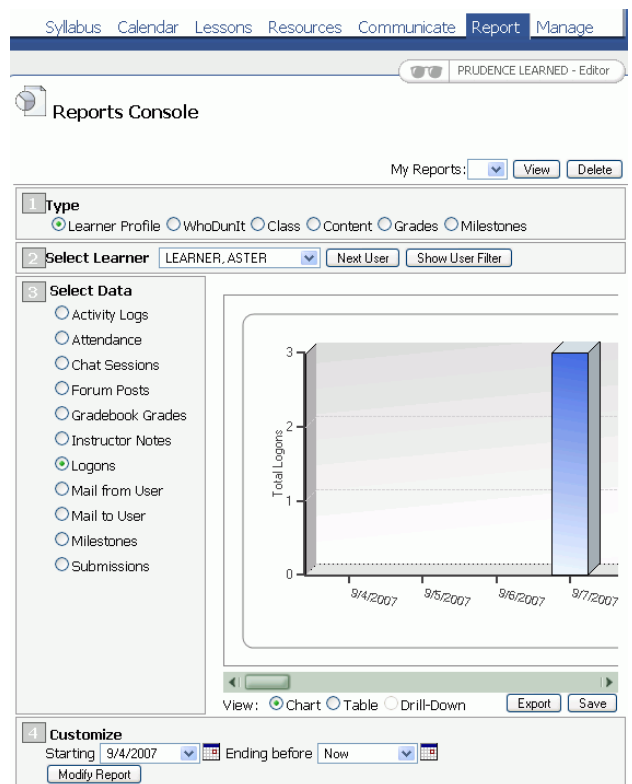 Syllabus Calendar Lessons Resources Communicate Report Manage
PRUDENCE LEARNED - Editor
Reports Console
My Reports: View Delete
1 Type
Learner Profile WhoDunIt Class Content Grades Milestones
2 Select Learner LEARNER, ASTER Next User Show User Filter
3 Select Data
Activity Logs
Attendance
Chat Sessions
Forum Posts
Gradebook Grades
Instructor Notes
Logons
Mail from User
Mail to User
Milestones
Submissions
Total Logons
3
2
1
0
9/4/2007 9/5/2007 9/6/2007 9/7/2007
View: Chart Table Drill-Down Export Save
4 Customize
Starting 9/4/2007 Ending before Now
Modify Report